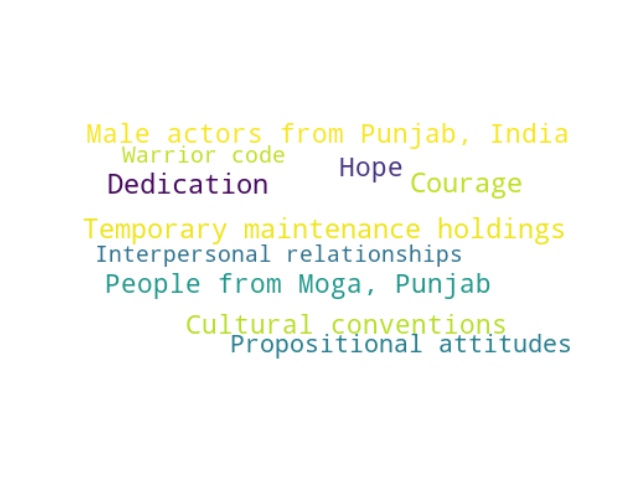 Male actors from Punjab, India
Warrior code
Hope
Dedication
Courage
Temporary maintenance holdings
Interpersonal relationships
People from Moga, Punjab
Cultural conventions
Propositional attitudes